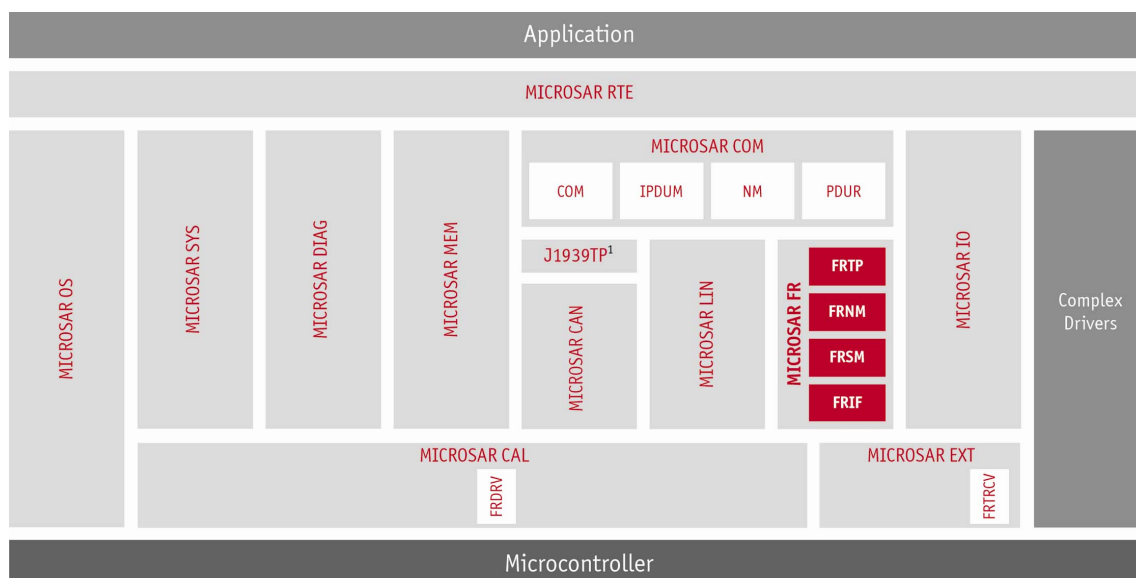 Application
MICROSAR RTE
MICROSAR OS
MICROSAR SYS
MICROSAR DIAG
MICROSAR MEM
MICROSAR COM
COM
IPDUM
NM
PDUR
J1939TP¹
MICROSAR CAN
MICROSAR LIN
MICROSAR FR
FRTP
FRNM
FRSM
FRIF
MICROSAR IO
Complex
Drivers
MICROSAR CAL
FRDRV
MICROSAR EXT
FRTRCV
Microcontroller